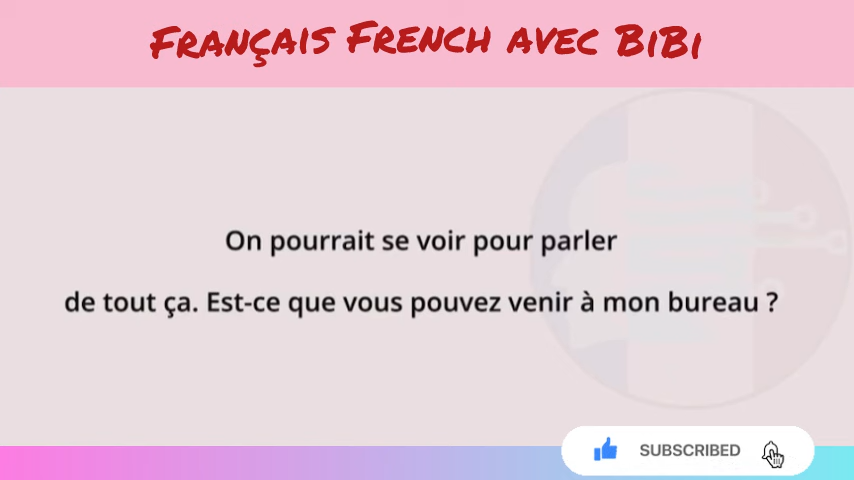 Français French avec BiBi
On pourrait se voir pour parler
de tout ça. Est-ce que vous pouvez venir à mon bureau ?
SUBSCRIBED